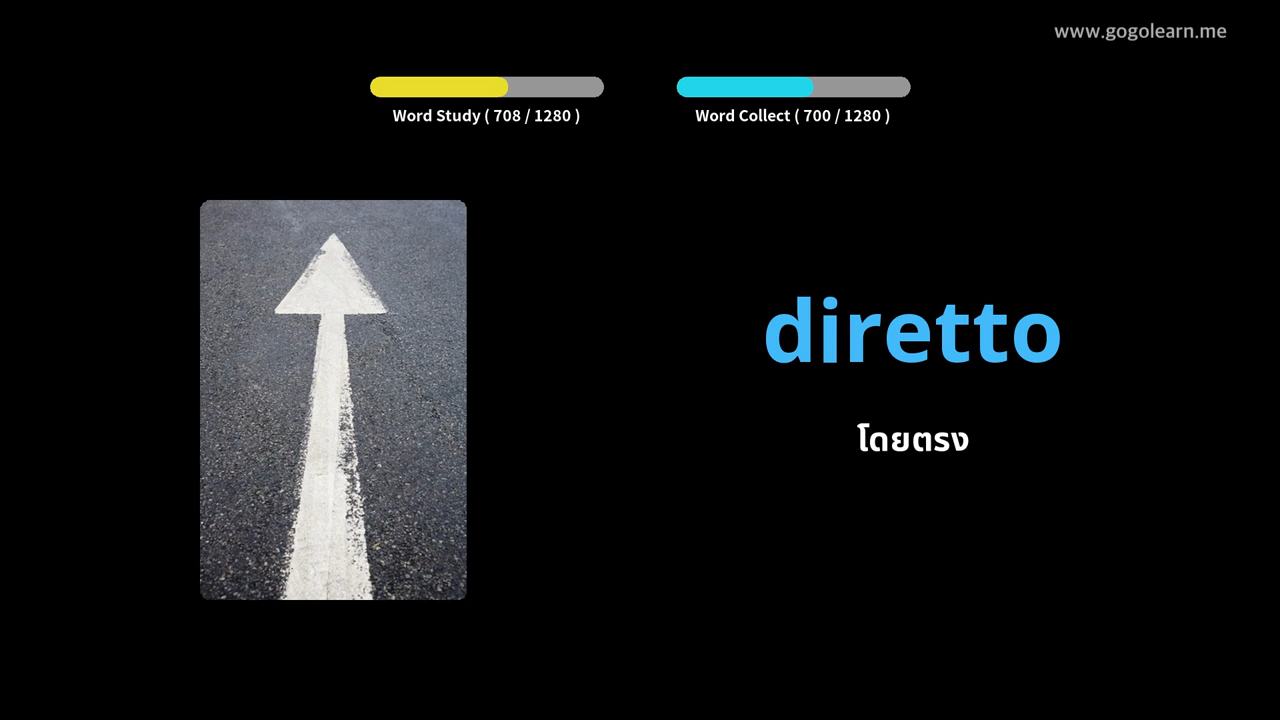 www.gogolearn.me
Word Study ( 708 / 1280 )
Word Collect ( 700 / 1280 )
diretto
โดยตรง